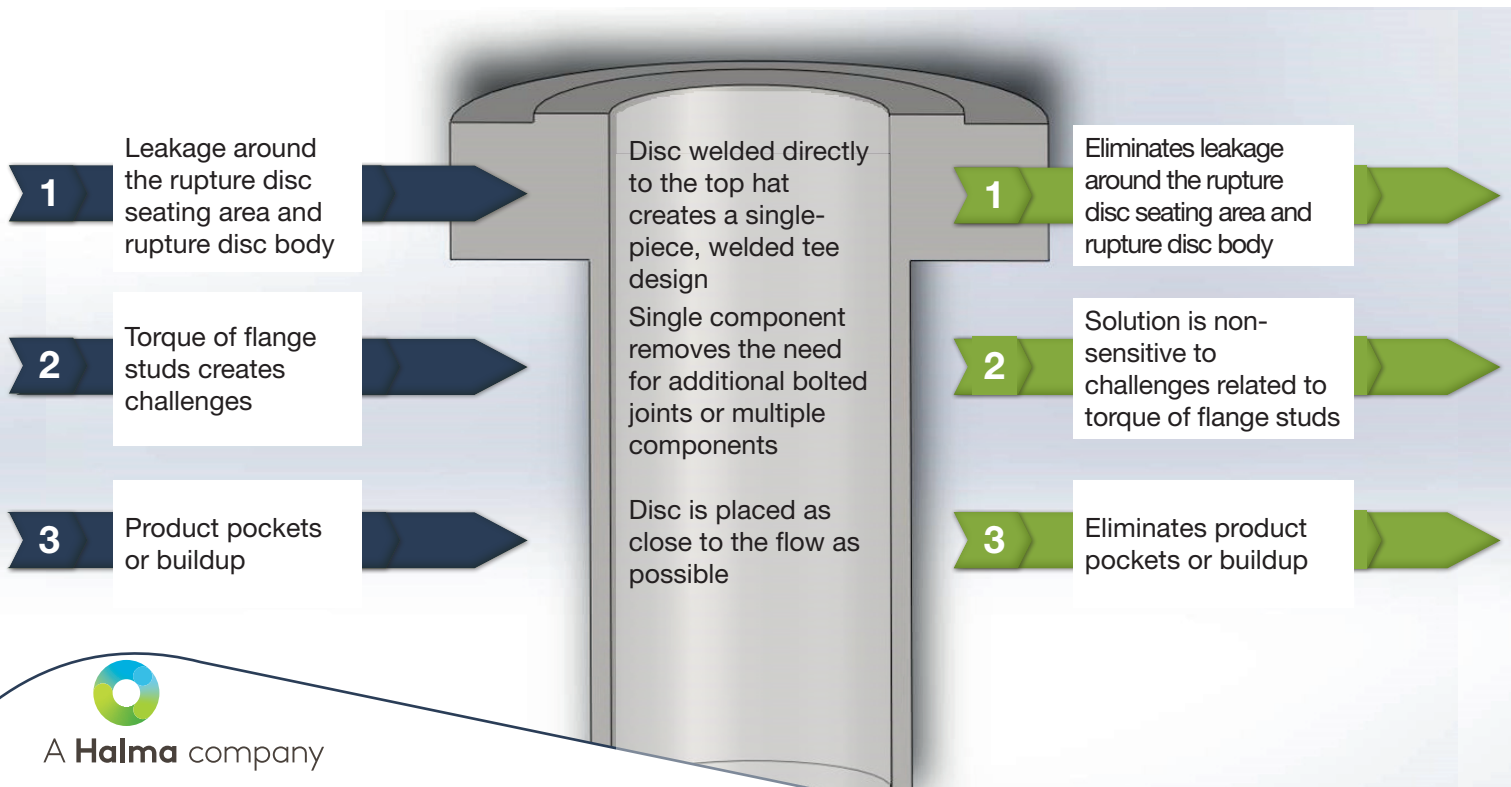 1
Leakage around
the rupture disc
seating area and
rupture disc body
Disc welded directly
to the top hat
creates a single-
piece, welded tee
design
1
Eliminates leakage
around the rupture
disc seating area and
rupture disc body
2
Torque of flange
studs creates
challenges
Single component
removes the need
for additional bolted
joints or multiple
components
2
Solution is non-
sensitive to
challenges related to
torque of flange studs
3
Product pockets
or buildup
Disc is placed as
close to the flow as
possible
3
Eliminates product
pockets or buildup
A Halma company